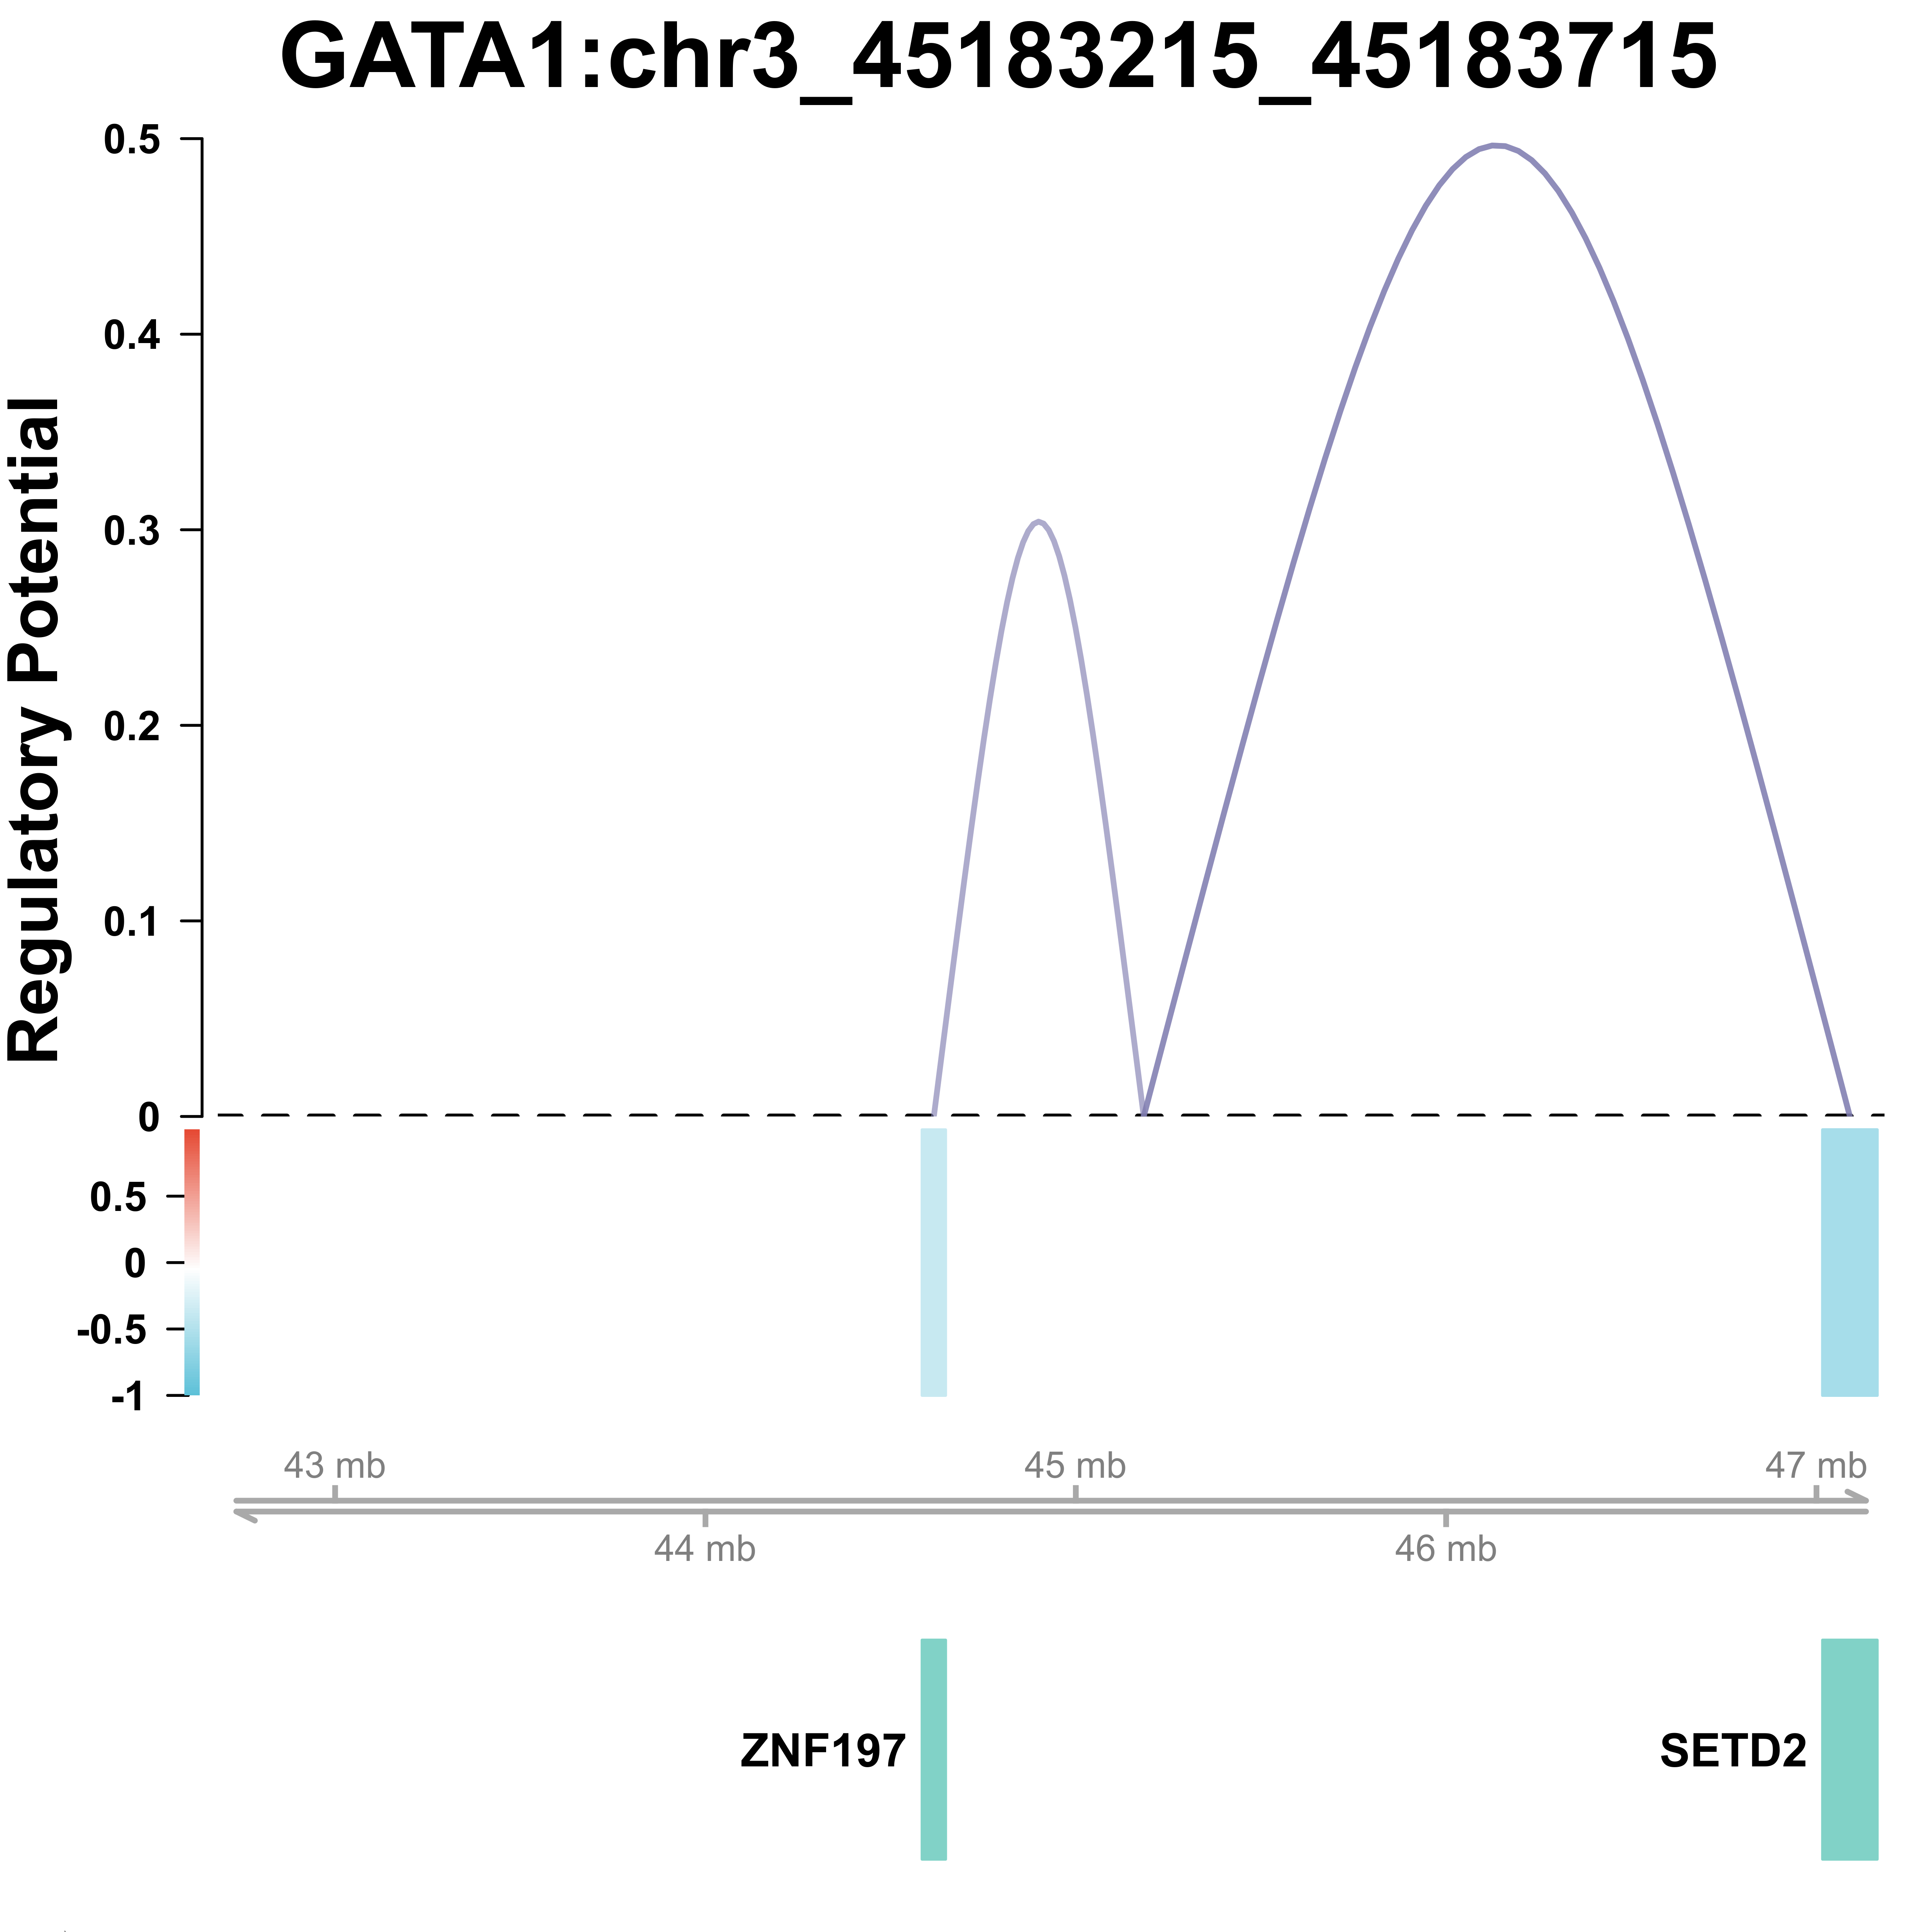 GATA1:chr3_45183215_45183715
Regulatory Potential
0.5
0.4
0.3
0.2
0.1
0
0.5
0
-0.5
-1
43 mb
45 mb
47 mb
44 mb
46 mb
ZNF197
SETD2